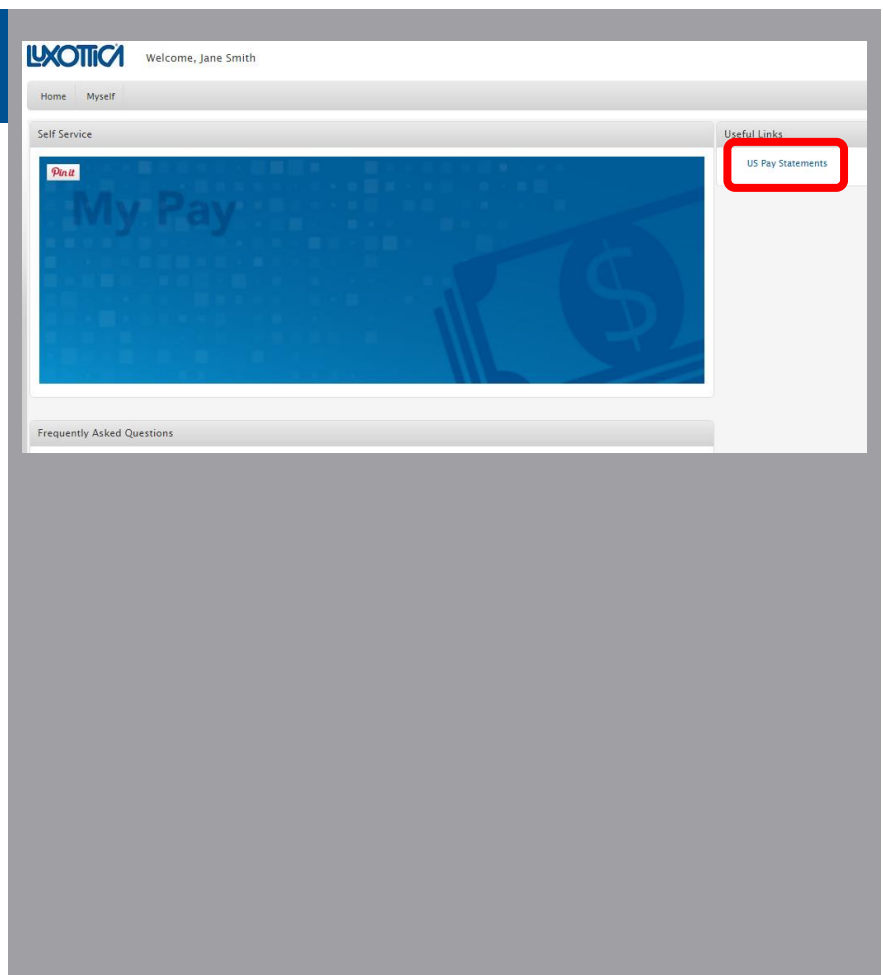 LUXOTTICA Welcome, Jane Smith
Home Myself
Self Service
Useful Links
Pin it
US Pay Statements
My Pay
$
Frequently Asked Questions